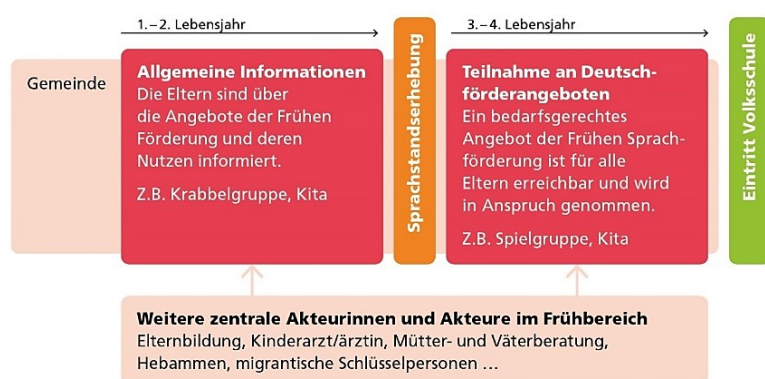 1.–2. Lebensjahr
3.–4. Lebensjahr
Gemeinde
Allgemeine Informationen
Die Eltern sind über
die Angebote der Frühen
Förderung und deren
Nutzen informiert.
Z.B. Krabbelgruppe, Kita
Sprachstandserhebung
Teilnahme an Deutsch-
förderangeboten
Ein bedarfsgerechtes
Angebot der Frühen Sprach-
förderung ist für alle
Eltern erreichbar und wird
in Anspruch genommen.
Z.B. Spielgruppe, Kita
Eintritt Volksschule
Weitere zentrale Akteurinnen und Akteure im Frühbereich
Elternbildung, Kinderarzt/ärztin, Mütter- und Väterberatung,
Hebammen, migrantische Schlüsselpersonen ...